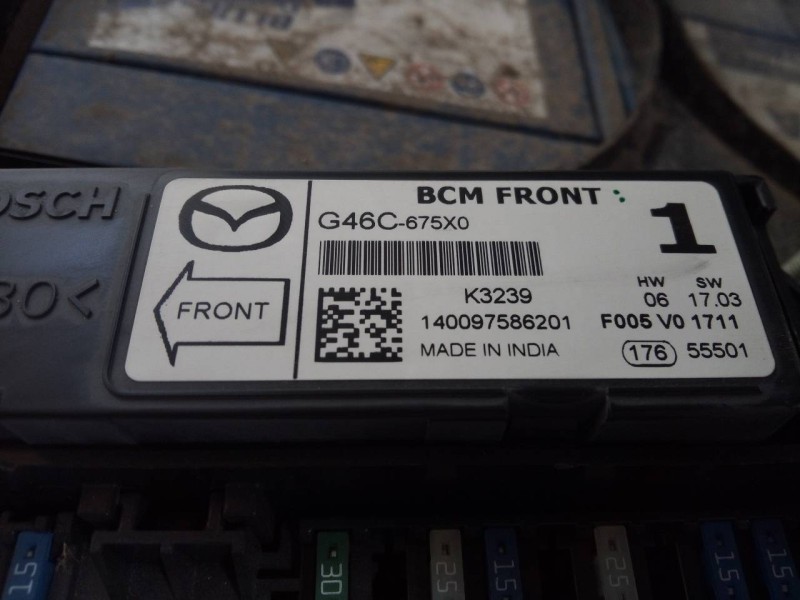 BCM FRONT
G46C-675X0
1
K3239
140097586201
MADE IN INDIA
HW SW
06 17.03
F005 V0 1711
176 55501
FRONT
15
30
25
15
25
15
15